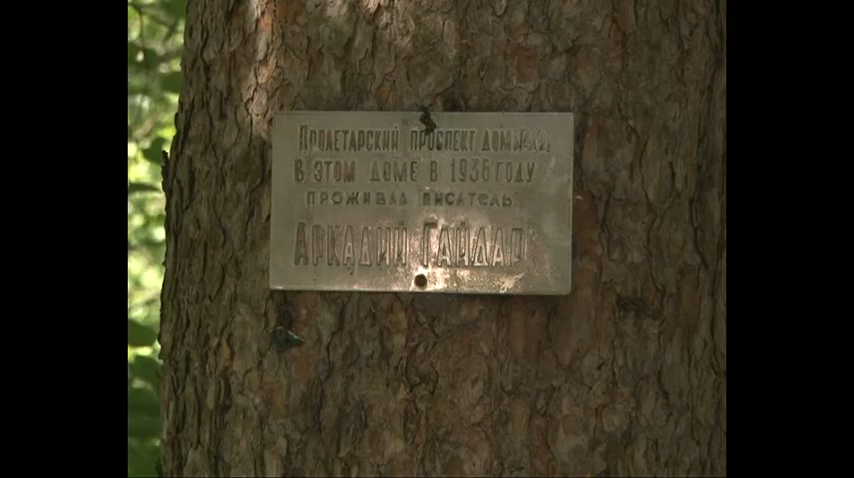 Пролетарский проспект дом
в этом доме в 1936 году
проживал писатель
Аркадий Гайдар